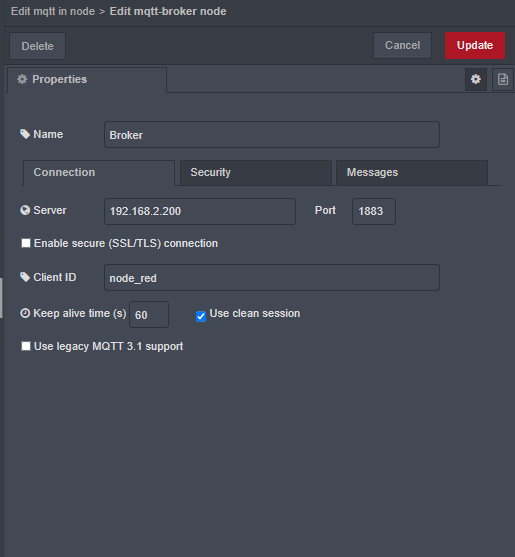 Edit mqtt in node > Edit mqtt-broker node
Delete Cancel Update
Properties
Name Broker
Connection Security Messages
Server 192.168.2.200 Port 1883
Enable secure (SSL/TLS) connection
Client ID node_red
Keep alive time (s) 60 Use clean session
Use legacy MQTT 3.1 support